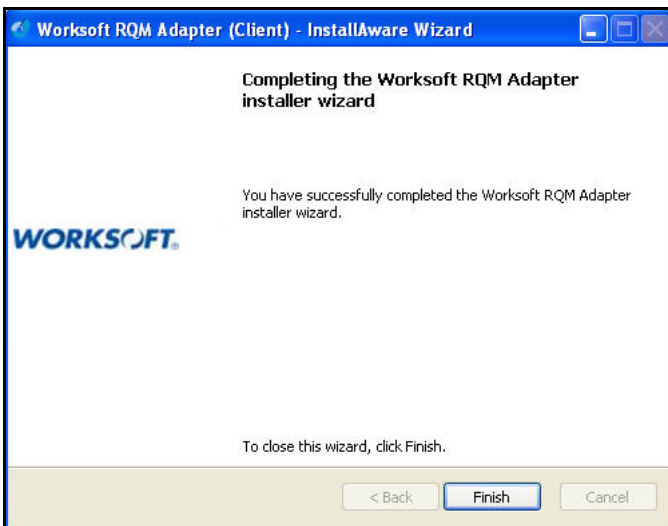 Worksoft RQM Adapter (Client) - InstallAware Wizard
Completing the Worksoft RQM Adapter
installer wizard
You have successfully completed the Worksoft RQM Adapter
installer wizard.
WORKSOFT®
To close this wizard, click Finish.
< Back Finish Cancel